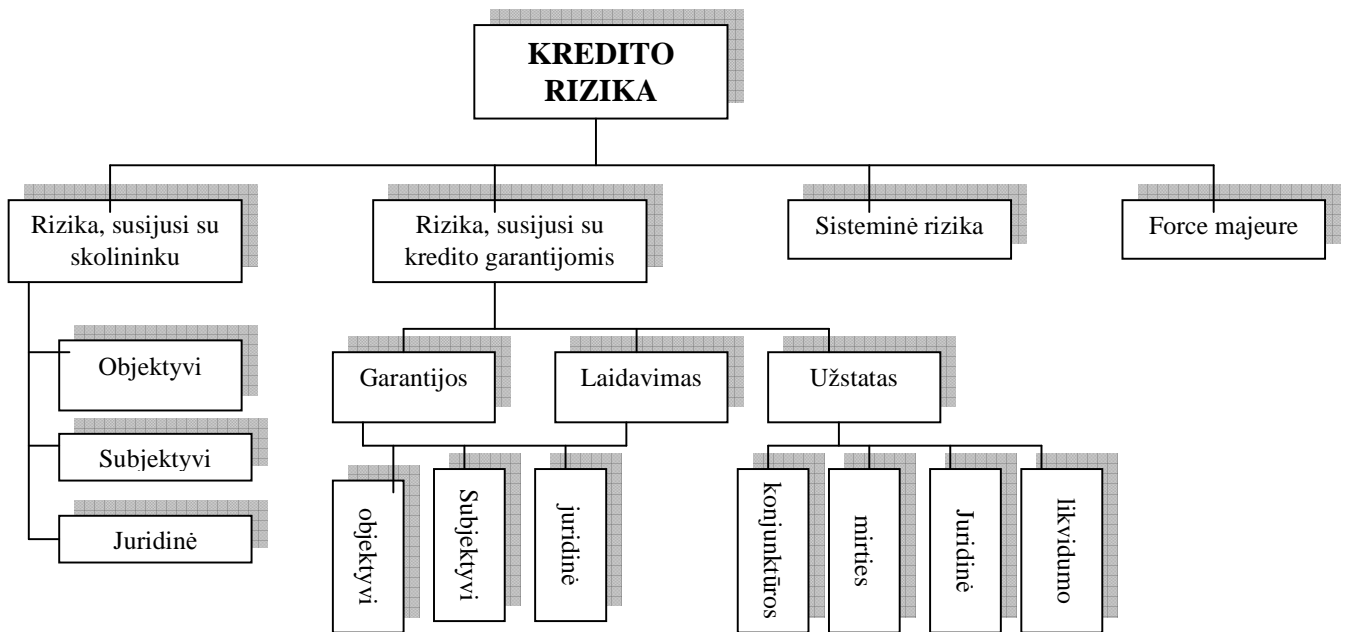 KREDITO
RIZIKA
Rizika, susijusi su
skolininku
Rizika, susijusi su
kredito garantijomis
Sisteminė rizika
Force majeure
Objektyvi
Subjektyvi
Juridinė
Garantijos
Laidavimas
Užstatas
objektyvi
Subjektyvi
juridinė
konjunktūros
mirties
Juridinė
likvidumo